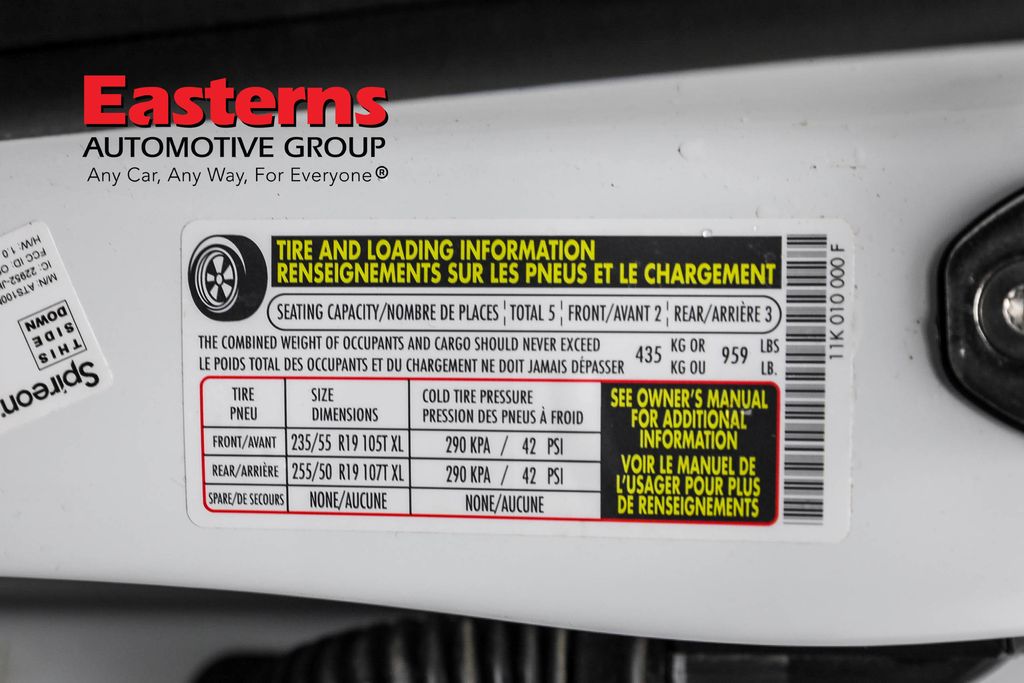 Easterns
AUTOMOTIVE GROUP
Any Car, Any Way, For Everyone®
TIRE AND LOADING INFORMATION
RENSEIGNEMENTS SUR LES PNEUS ET LE CHARGEMENT
SEATING CAPACITY/NOMBRE DE PLACES TOTAL 5 FRONT/AVANT 2 REAR/ARRIÈRE 3
THE COMBINED WEIGHT OF OCCUPANTS AND CARGO SHOULD NEVER EXCEED
LE POIDS TOTAL DES OCCUPANTS ET DU CHARGEMENT NE DOIT JAMAIS DÉPASSER
435 KG OR 959 LBS
KG OU LB.
TIRE SIZE COLD TIRE PRESSURE
PNEU DIMENSIONS PRESSION DES PNEUS À FROID
FRONT/AVANT 235/55 R19 105T XL 290 KPA / 42 PSI
REAR/ARRIÈRE 255/50 R19 107T XL 290 KPA / 42 PSI
SPARE/DE SECOURS NONE/AUCUNE NONE/AUCUNE
SEE OWNER'S MANUAL
FOR ADDITIONAL
INFORMATION
VOIR LE MANUEL DE
L'USAGER POUR PLUS
DE RENSEIGNEMENTS
11K 010 000 F
Spireon
THIS
SIDE
DOWN
HW: 1.0
FCC ID: